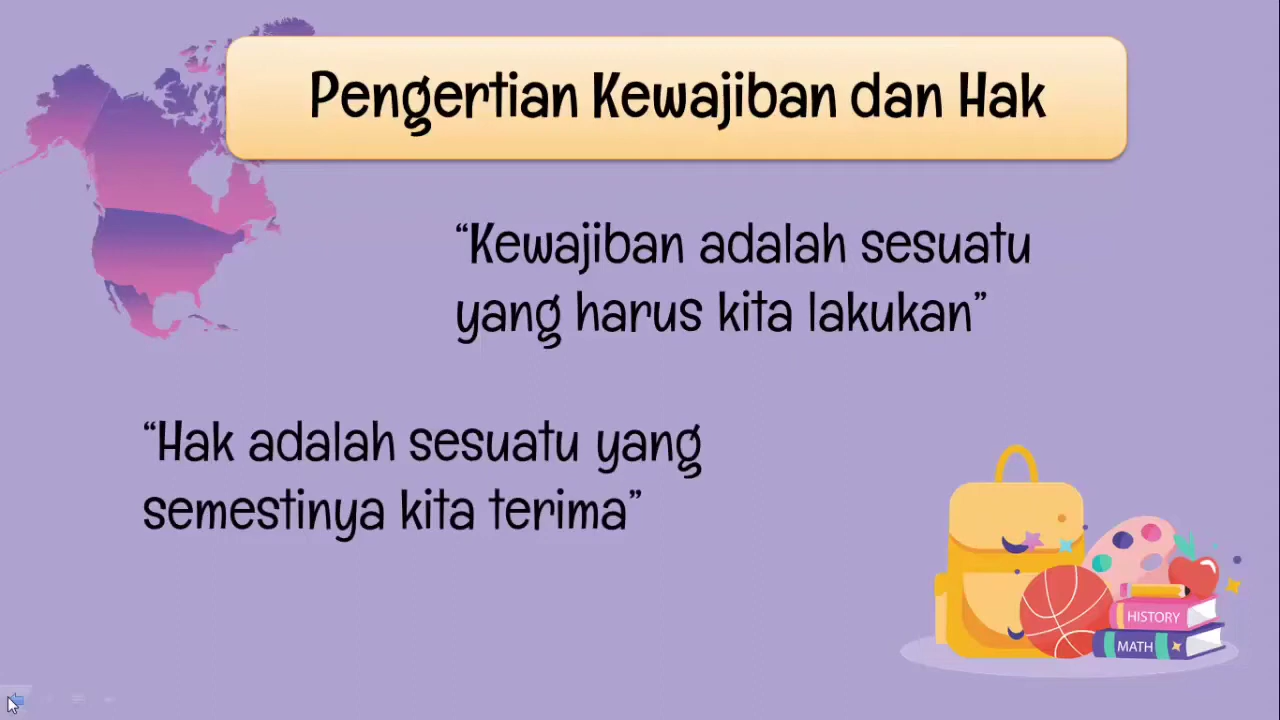 Pengertian Kewajiban dan Hak
“Kewajiban adalah sesuatu
yang harus kita lakukan”
“Hak adalah sesuatu yang
semestinya kita terima”
HISTORY
MATH